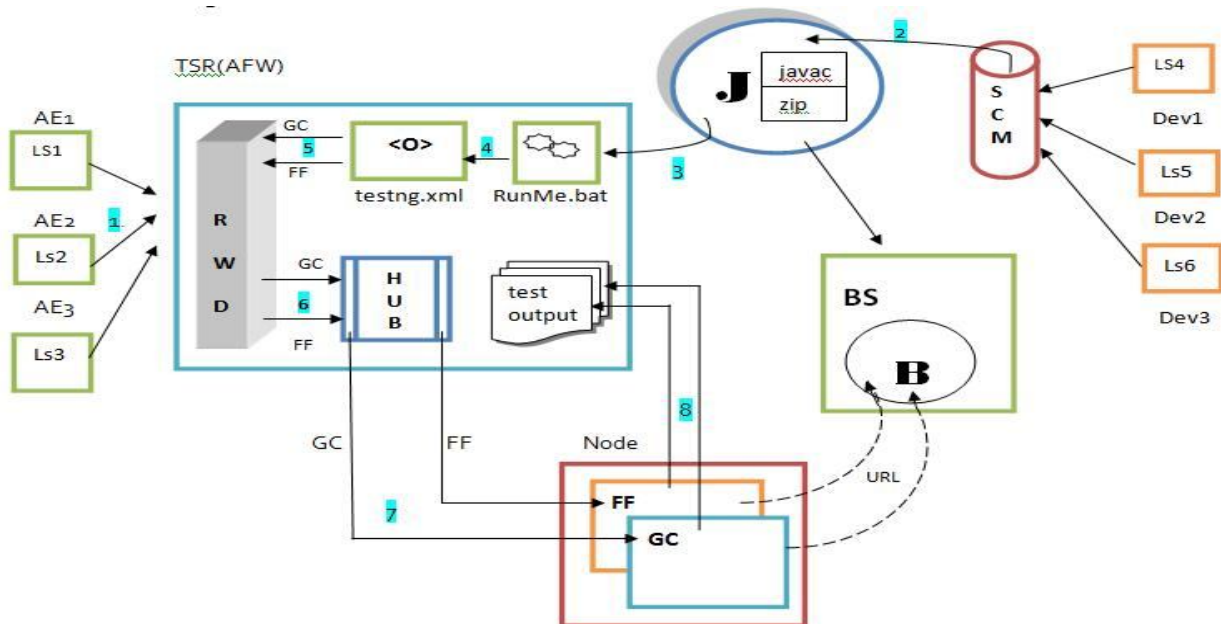 TSR(AFW)
AE1
LS1
AE2
Ls2
AE3
Ls3
1
R
W
D
GC
5
FF
<O>
testng.xml
4
RunMe.bat
GC
6
FF
H
U
B
test
output
3
J
javac
zip
2
S
C
M
LS4
Dev1
Ls5
Dev2
Ls6
Dev3
BS
B
URL
GC
FF
7
8
Node
FF
GC